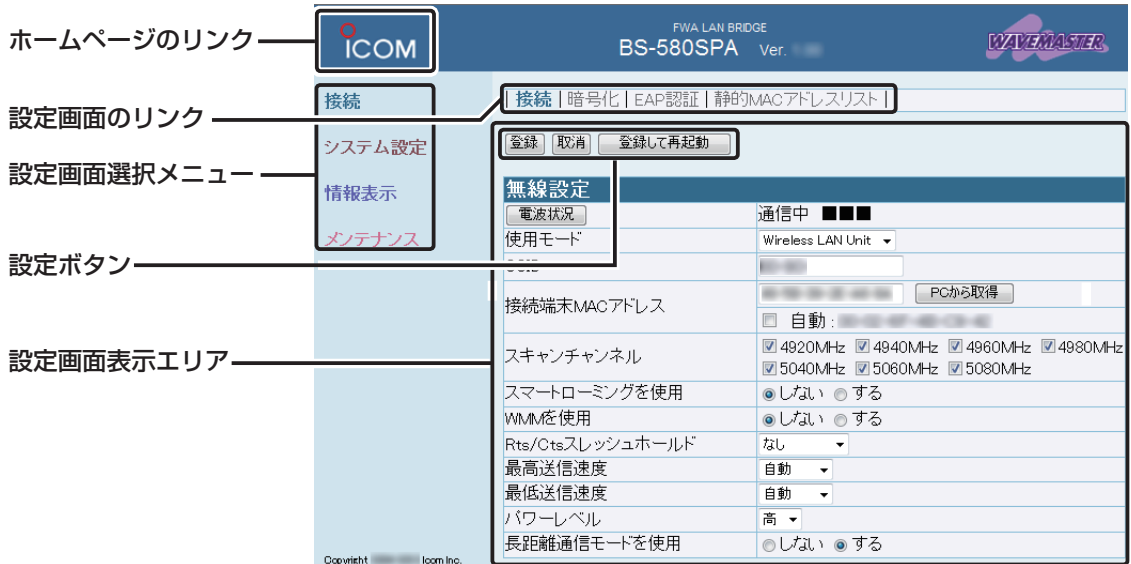 ホームページのリンク
設定画面のリンク
設定画面選択メニュー
設定ボタン
設定画面表示エリア
ICOM
FWA LAN BRIDGE
BS-580SPA Ver.
WAVEMASTER
接続
システム設定
情報表示
メンテナンス
| 接続 | 暗号化 | EAP認証 | 静的MACアドレスリスト |
登録 取消 登録して再起動
無線設定
電波状況 通信中 ■■■
使用モード Wireless LAN Unit
接続端末MACアドレス PCから取得
自動 :
スキャンチャンネル 4920MHz 4940MHz 4960MHz 4980MHz
5040MHz 5060MHz 5080MHz
スマートローミングを使用 しない する
WMMを使用 しない する
Rts/Ctsスレッシュホールド なし
最高送信速度 自動
最低送信速度 自動
パワーレベル 高
長距離通信モードを使用 しない する
Copyright Icom Inc.